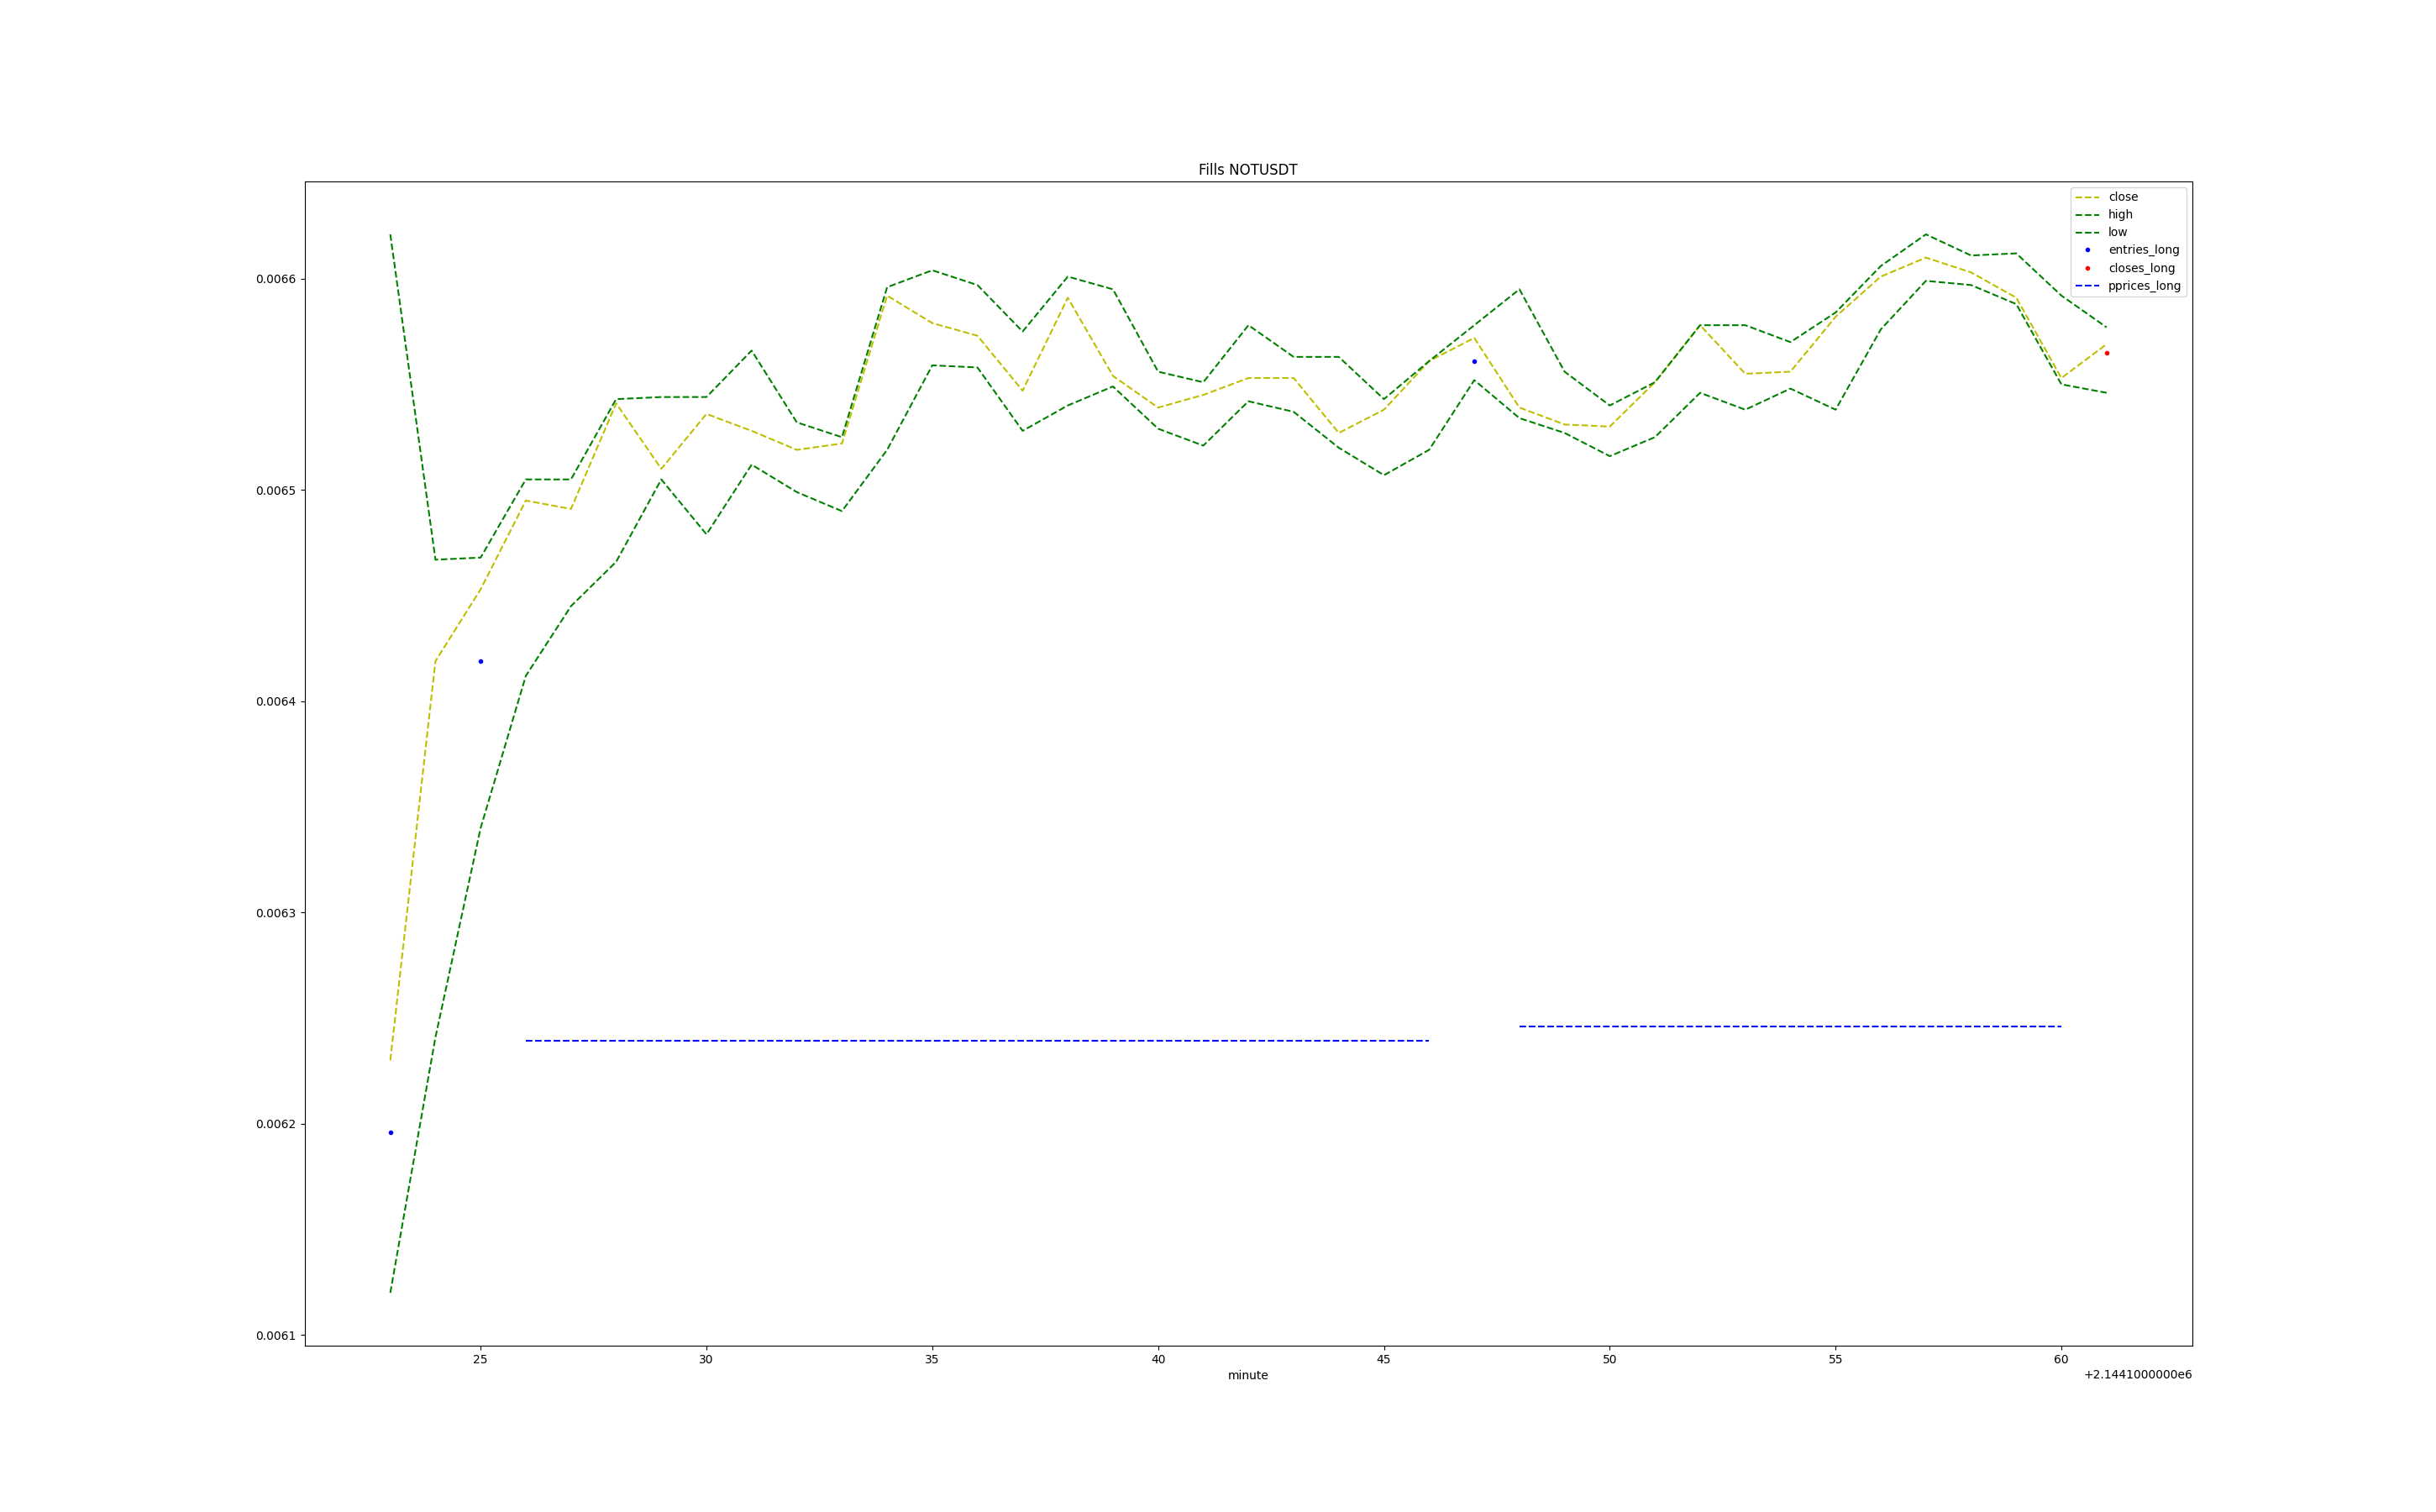 Fills NOTUSDT
close
high
low
entries_long
closes_long
pprices_long
0.0066
0.0065
0.0064
0.0063
0.0062
0.0061
25 30 35 40 45 50 55 60
minute
+2.1441000000e6